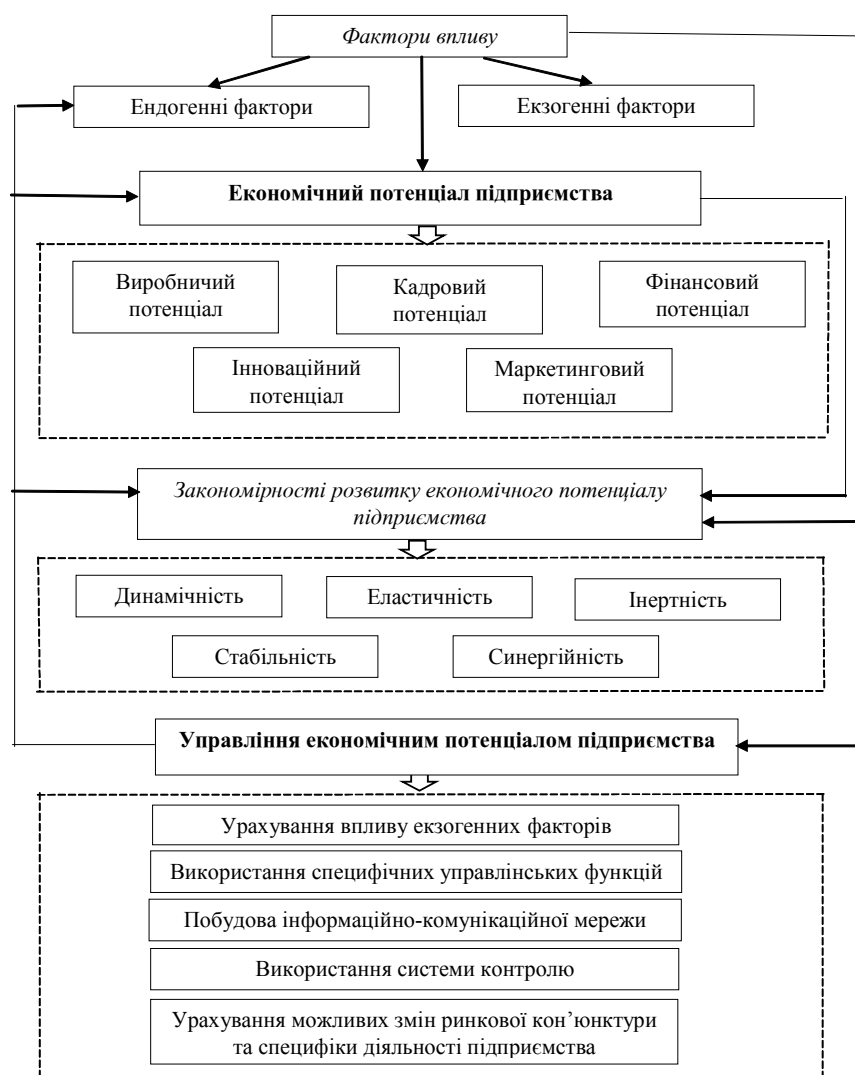 Фактори впливу
Ендогенні фактори
Екзогенні фактори
Економічний потенціал підприємства
Виробничий
потенціал
Кадровий
потенціал
Фінансовий
потенціал
Інноваційний
потенціал
Маркетинговий
потенціал
Закономірності розвитку економічного потенціалу
підприємства
Динамічність
Еластичність
Інертність
Стабільність
Синергійність
Управління економічним потенціалом підприємства
Урахування впливу екзогенних факторів
Використання специфічних управлінських функцій
Побудова інформаційно-комунікаційної мережи
Використання системи контролю
Урахування можливих змін ринкової кон’юнктури
та специфіки діяльності підприємства